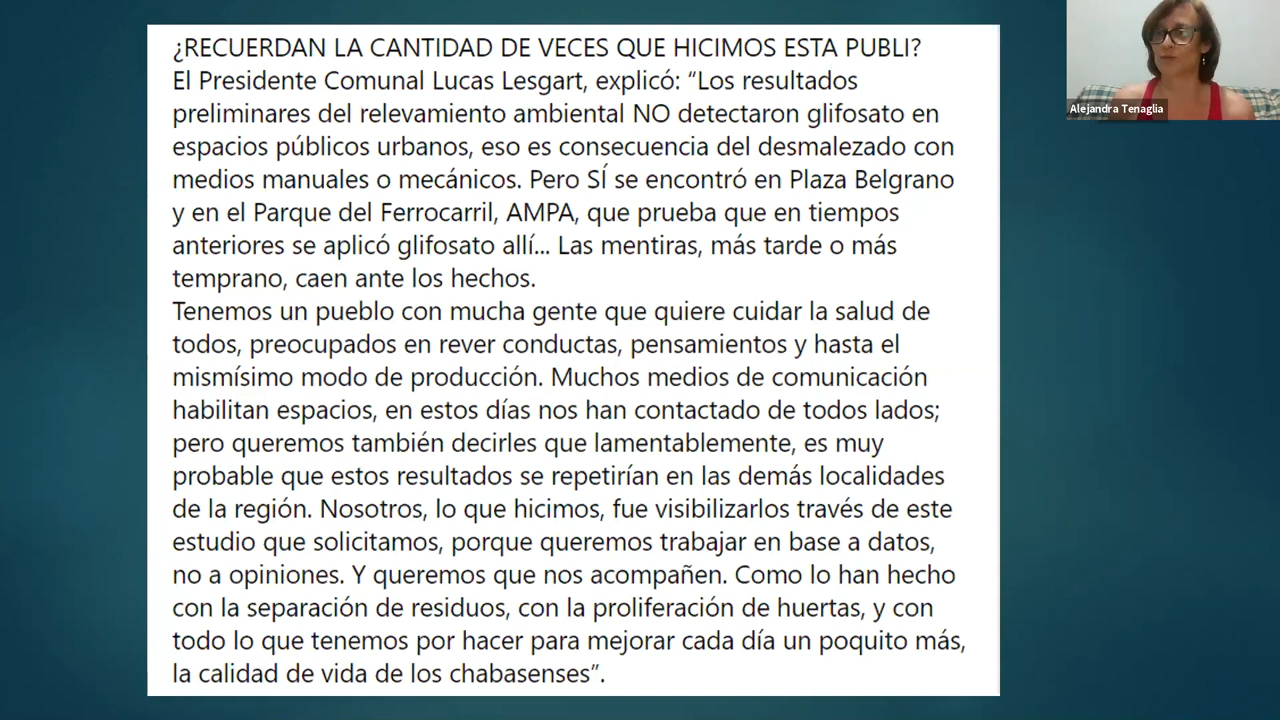 ¿RECUERDAN LA CANTIDAD DE VECES QUE HICIMOS ESTA PUBLI?
El Presidente Comunal Lucas Lesgart, explicó: “Los resultados
preliminares del relevamiento ambiental NO detectaron glifosato en
espacios públicos urbanos, eso es consecuencia del desmalezado con
medios manuales o mecánicos. Pero SÍ se encontró en Plaza Belgrano
y en el Parque del Ferrocarril, AMPA, que prueba que en tiempos
anteriores se aplicó glifosato allí... Las mentiras, más tarde o más
temprano, caen ante los hechos.
Tenemos un pueblo con mucha gente que quiere cuidar la salud de
todos, preocupados en rever conductas, pensamientos y hasta el
mismísimo modo de producción. Muchos medios de comunicación
habilitan espacios, en estos días nos han contactado de todos lados;
pero queremos también decirles que lamentablemente, es muy
probable que estos resultados se repetirían en las demás localidades
de la región. Nosotros, lo que hicimos, fue visibilizarlos través de este
estudio que solicitamos, porque queremos trabajar en base a datos,
no a opiniones. Y queremos que nos acompañen. Como lo han hecho
con la separación de residuos, con la proliferación de huertas, y con
todo lo que tenemos por hacer para mejorar cada día un poquito más,
la calidad de vida de los chabasenses”.
Alejandra Tenaglia